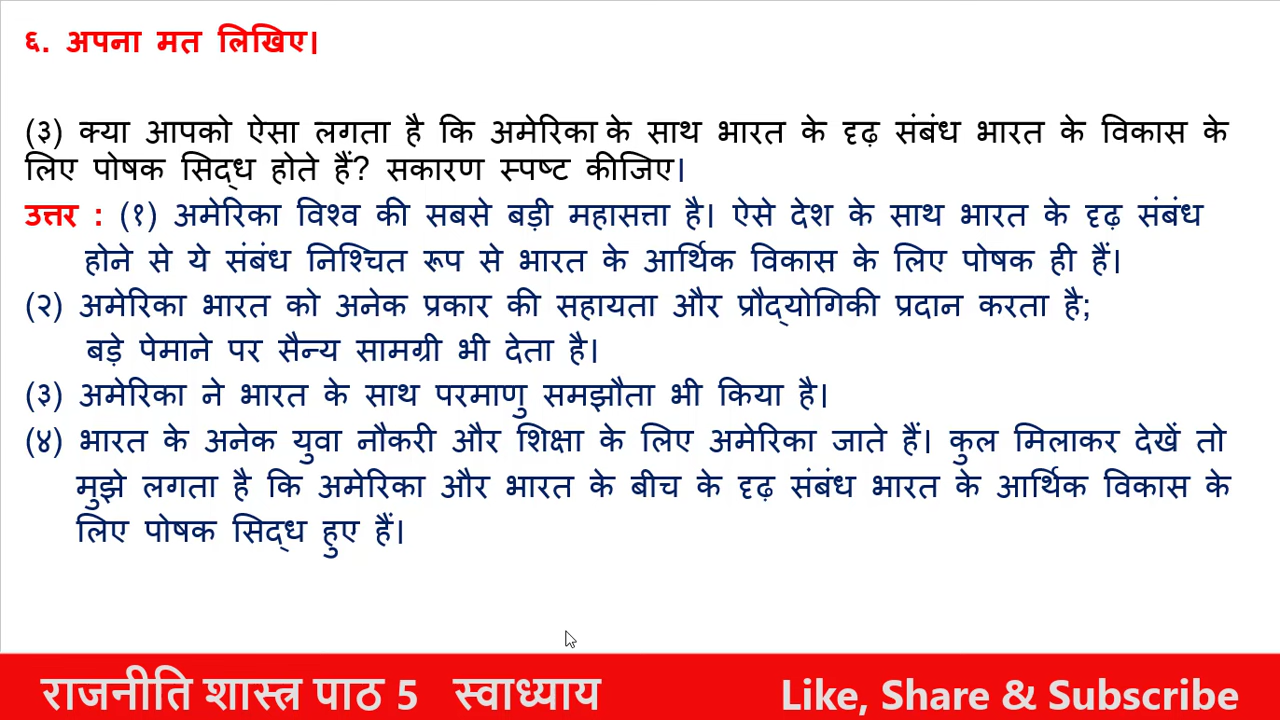 ६. अपना मत लिखिए।
(३) क्या आपको ऐसा लगता है कि अमेरिका के साथ भारत के दृढ़ संबंध भारत के विकास के
लिए पोषक सिद्ध होते हैं? सकारण स्पष्ट कीजिए।
उत्तर : (१) अमेरिका विश्व की सबसे बड़ी महासत्ता है। ऐसे देश के साथ भारत के दृढ़ संबंध
होने से ये संबंध निश्चित रूप से भारत के आर्थिक विकास के लिए पोषक ही हैं।
(२) अमेरिका भारत को अनेक प्रकार की सहायता और प्रौद्योगिकी प्रदान करता है;
बड़े पेमाने पर सैन्य सामग्री भी देता है।
(३) अमेरिका ने भारत के साथ परमाणु समझौता भी किया है।
(४) भारत के अनेक युवा नौकरी और शिक्षा के लिए अमेरिका जाते हैं। कुल मिलाकर देखें तो
मुझे लगता है कि अमेरिका और भारत के बीच के दृढ़ संबंध भारत के आर्थिक विकास के
लिए पोषक सिद्ध हुए हैं।
राजनीति शास्त्र पाठ 5 स्वाध्याय Like, Share & Subscribe